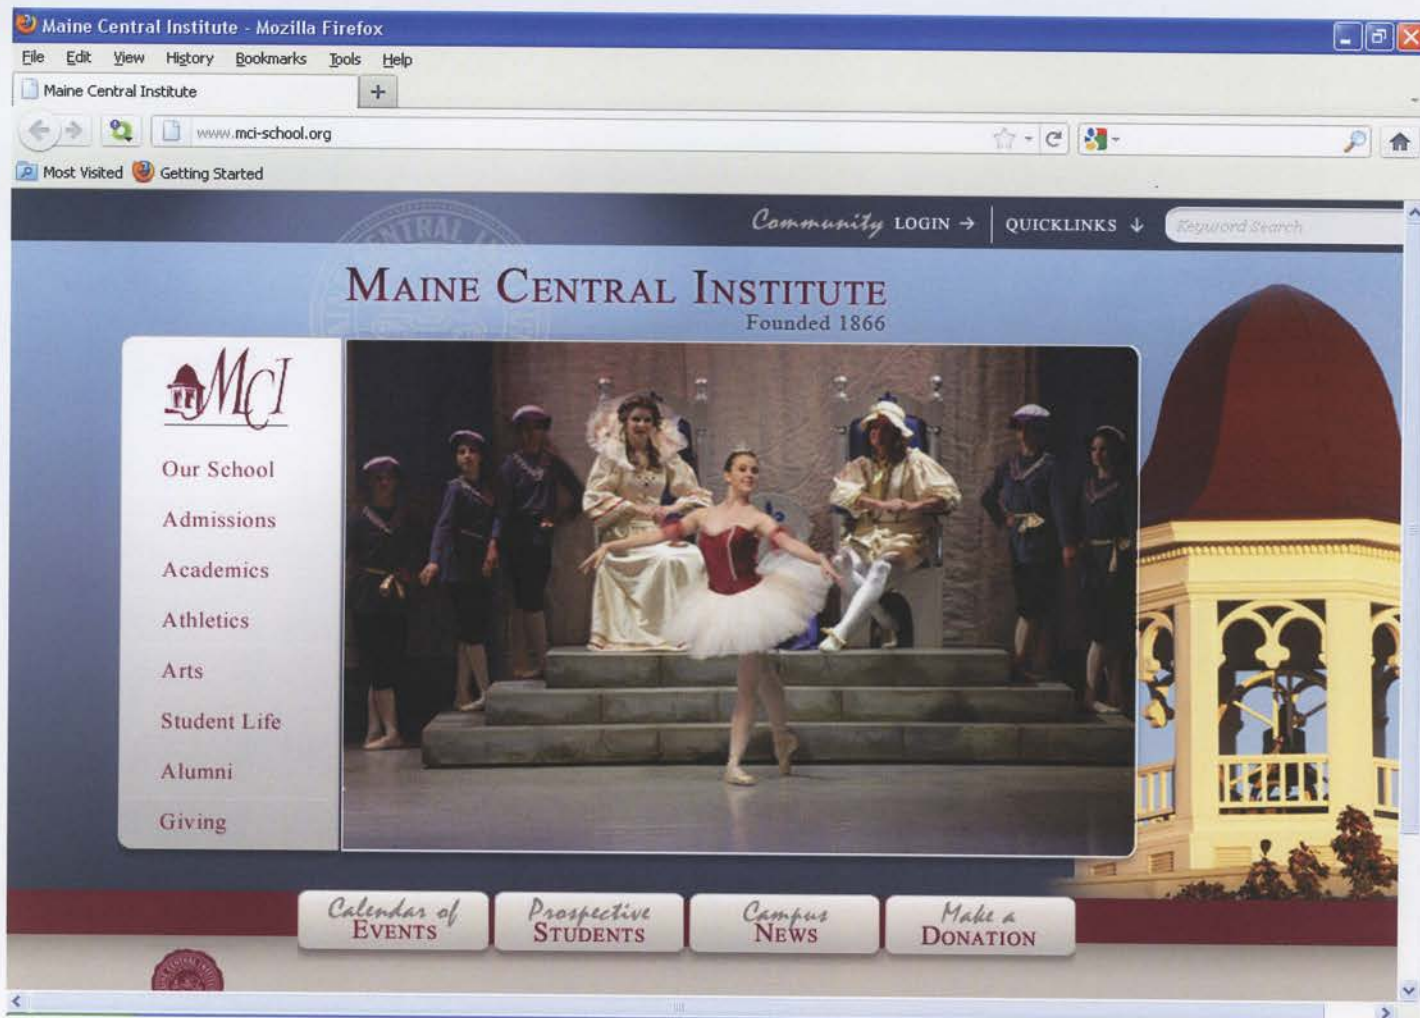 Maine Central Institute - Mozilla Firefox
File Edit View History Bookmarks Tools Help
Maine Central Institute +
www.mci-school.org
Most Visited Getting Started
Community LOGIN → QUICKLINKS ↓ Keyword Search
MAINE CENTRAL INSTITUTE
Founded 1866
MCI
Our School
Admissions
Academics
Athletics
Arts
Student Life
Alumni
Giving
Calendar of
EVENTS
Prospective
STUDENTS
Campus
NEWS
Make a
DONATION